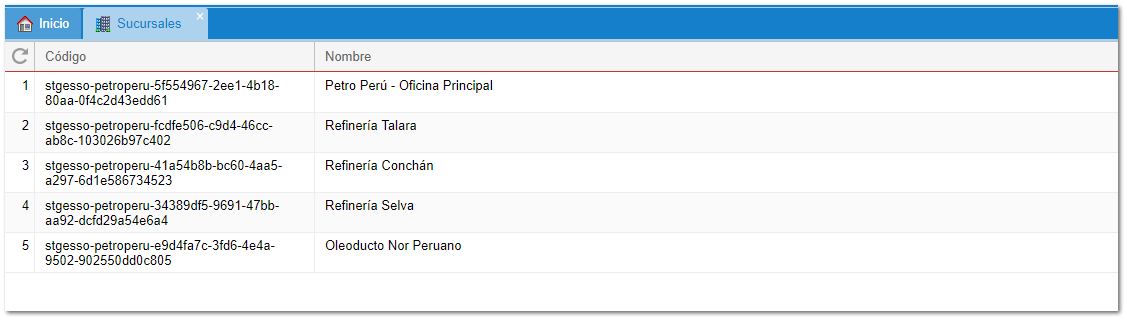 Inicio Sucursales
Código Nombre
1 stgesso-petroperu-5f554967-2ee1-4b18- Petro Perú - Oficina Principal
80aa-0f4c2d43edd61
2 stgesso-petroperu-fcdfe506-c9d4-46cc- Refinería Talara
ab8c-103026b97c402
3 stgesso-petroperu-41a54b8b-bc60-4aa5- Refinería Conchán
a297-6d1e586734523
4 stgesso-petroperu-34389df5-9691-47bb- Refinería Selva
aa92-dcfd29a54e6a4
5 stgesso-petroperu-e9d4fa7c-3fd6-4e4a- Oleoducto Nor Peruano
9502-902550dd0c805